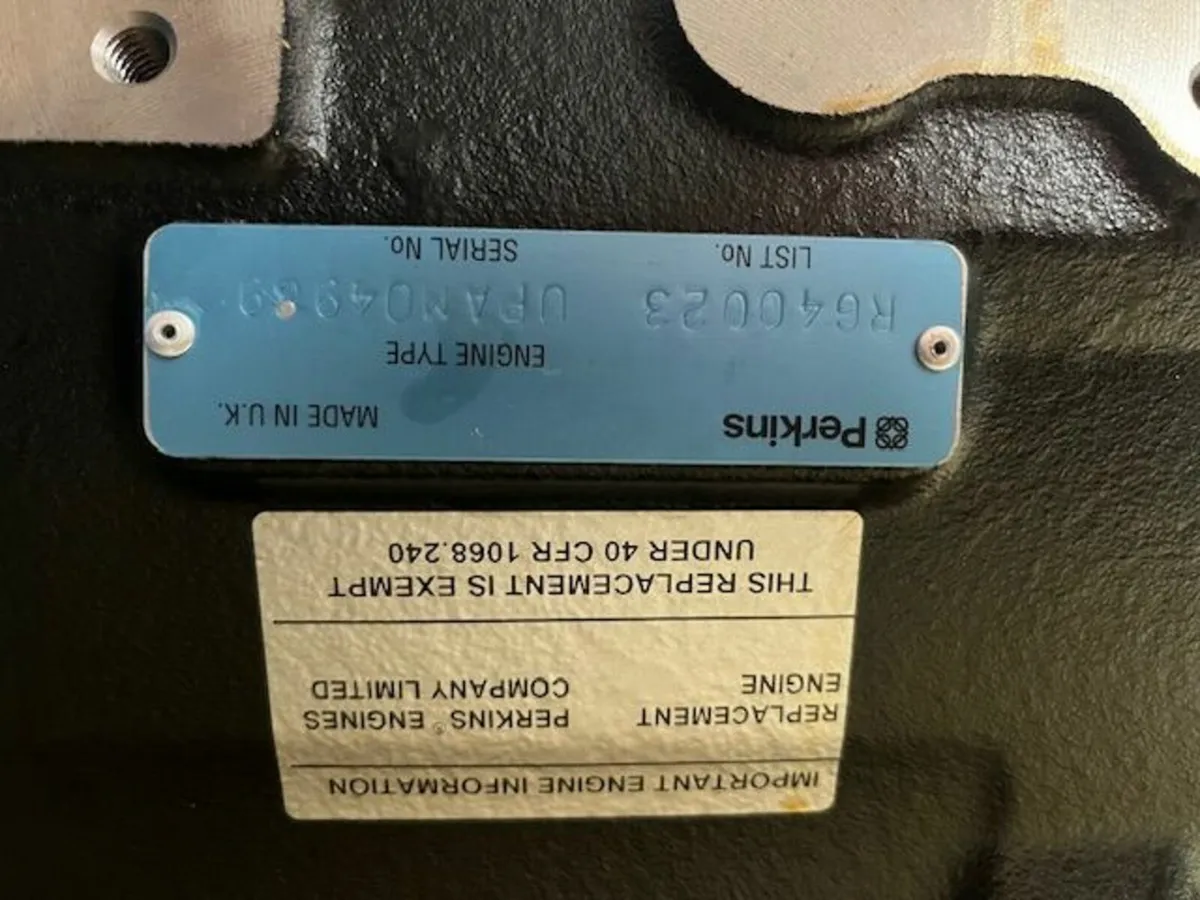 Perkins MADE IN U.K.
ENGINE TYPE
RG40023
LIST No. SERIAL No.
IMPORTANT ENGINE INFORMATION
REPLACEMENT PERKINS® ENGINES
ENGINE COMPANY LIMITED
THIS REPLACEMENT IS EXEMPT
UNDER 40 CFR 1068.240